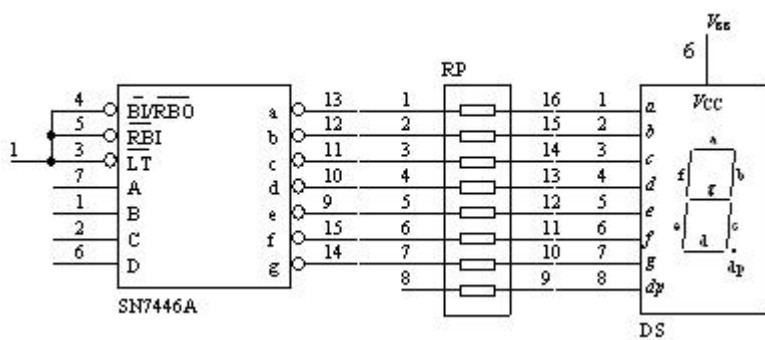 VEE
6
RP
4 BI/RBO a 13 1 16 1 a VCC
5 RBI b 12 2 15 2 b
1 3 LT c 11 3 14 3 c
7 A d 10 4 13 4 d
1 B e 9 5 12 5 e
2 C f 15 6 11 6 f
6 D g 14 7 10 7 g
8 9 8 dp
a
f b
g
e c
d
dp
SN7446A
DS